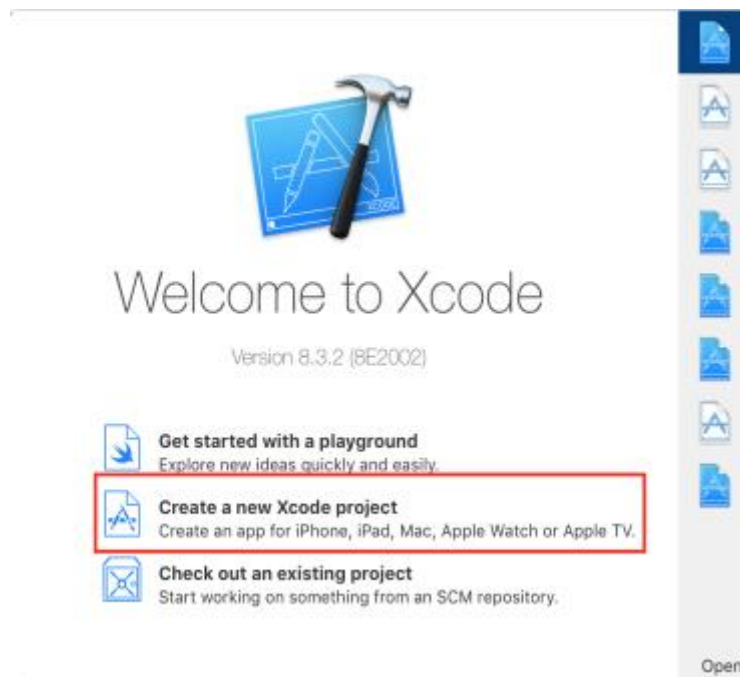 XCODE
Welcome to Xcode
Version 8.3.2 (8E2002)
Get started with a playground
Explore new ideas quickly and easily.
Create a new Xcode project
Create an app for iPhone, iPad, Mac, Apple Watch or Apple TV.
Check out an existing project
Start working on something from an SCM repository.
Open